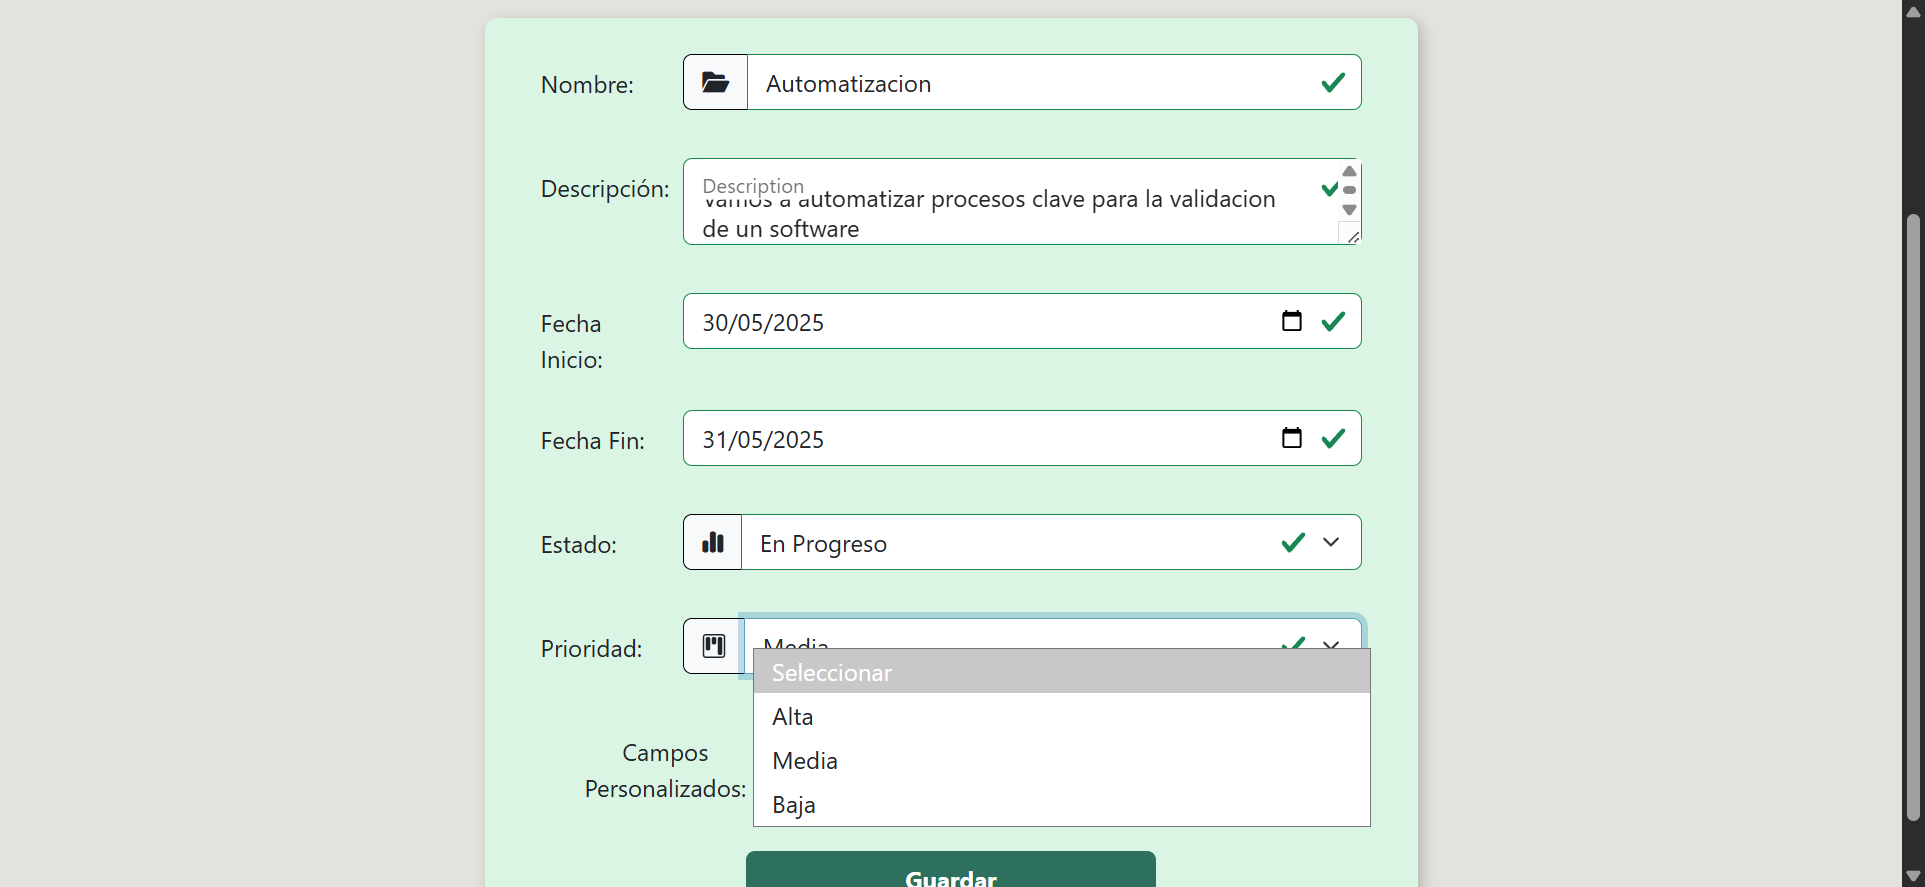 Nombre:
Automatizacion
Descripción:
Description
Vamos a automatizar procesos clave para la validacion
de un software
Fecha
Inicio:
30/05/2025
Fecha Fin:
31/05/2025
Estado:
En Progreso
Prioridad:
Media
Seleccionar
Alta
Media
Baja
Campos
Personalizados:
Guardar